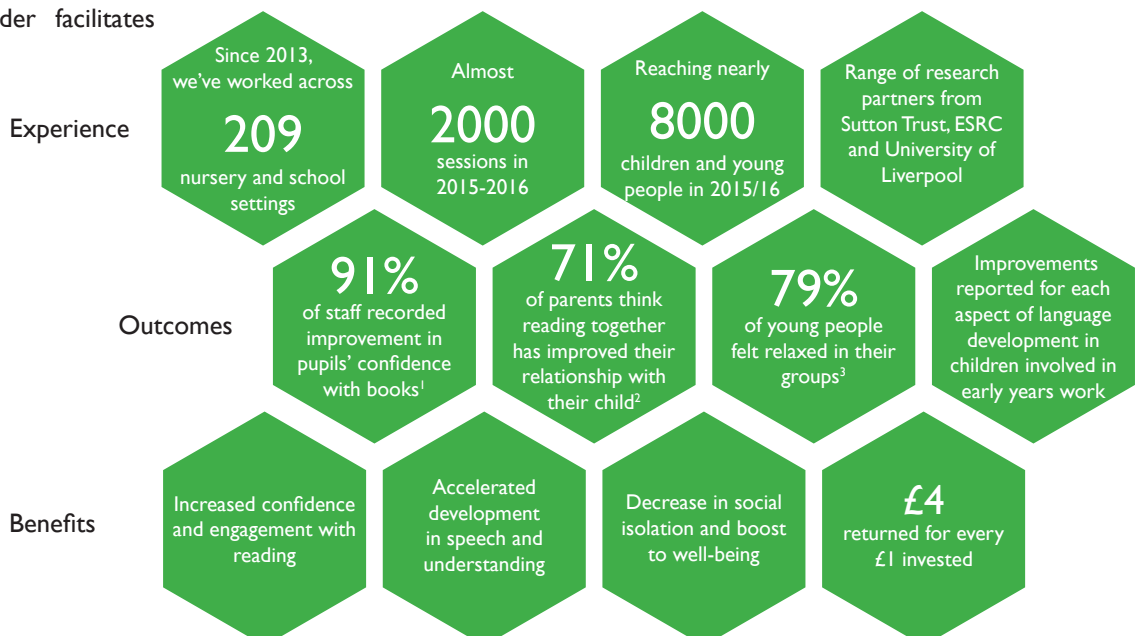 der facilitates
Experience
Since 2013,
we've worked across
209
nursery and school
settings
Almost
2000
sessions in
2015-2016
Reaching nearly
8000
children and young
people in 2015/16
Range of research
partners from
Sutton Trust, ESRC
and University of
Liverpool
Outcomes
91%
of staff recorded
improvement in
pupils' confidence
with books¹
71%
of parents think
reading together
has improved their
relationship with
their child²
79%
of young people
felt relaxed in their
groups³
Improvements
reported for each
aspect of language
development in
children involved in
early years work
Benefits
Increased confidence
and engagement with
reading
Accelerated
development
in speech and
understanding
Decrease in social
isolation and boost
to well-being
£4
returned for every
£1 invested